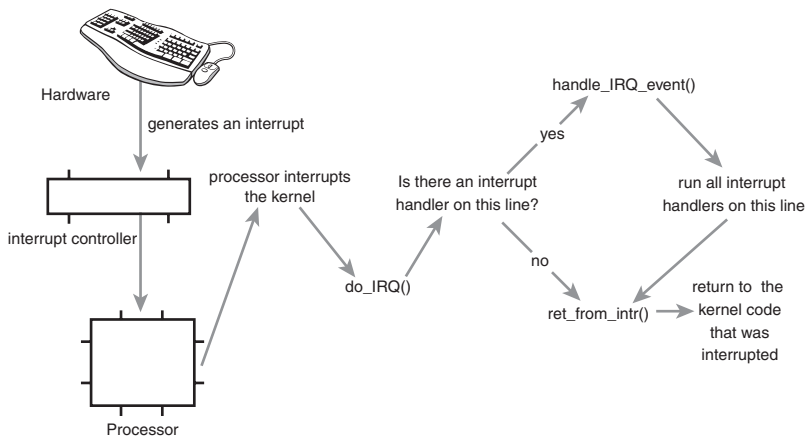 Hardware
generates an interrupt
interrupt controller
Processor
processor interrupts
the kernel
do_IRQ()
Is there an interrupt
handler on this line?
yes
no
handle_IRQ_event()
run all interrupt
handlers on this line
ret_from_intr()
return to the
kernel code
that was
interrupted